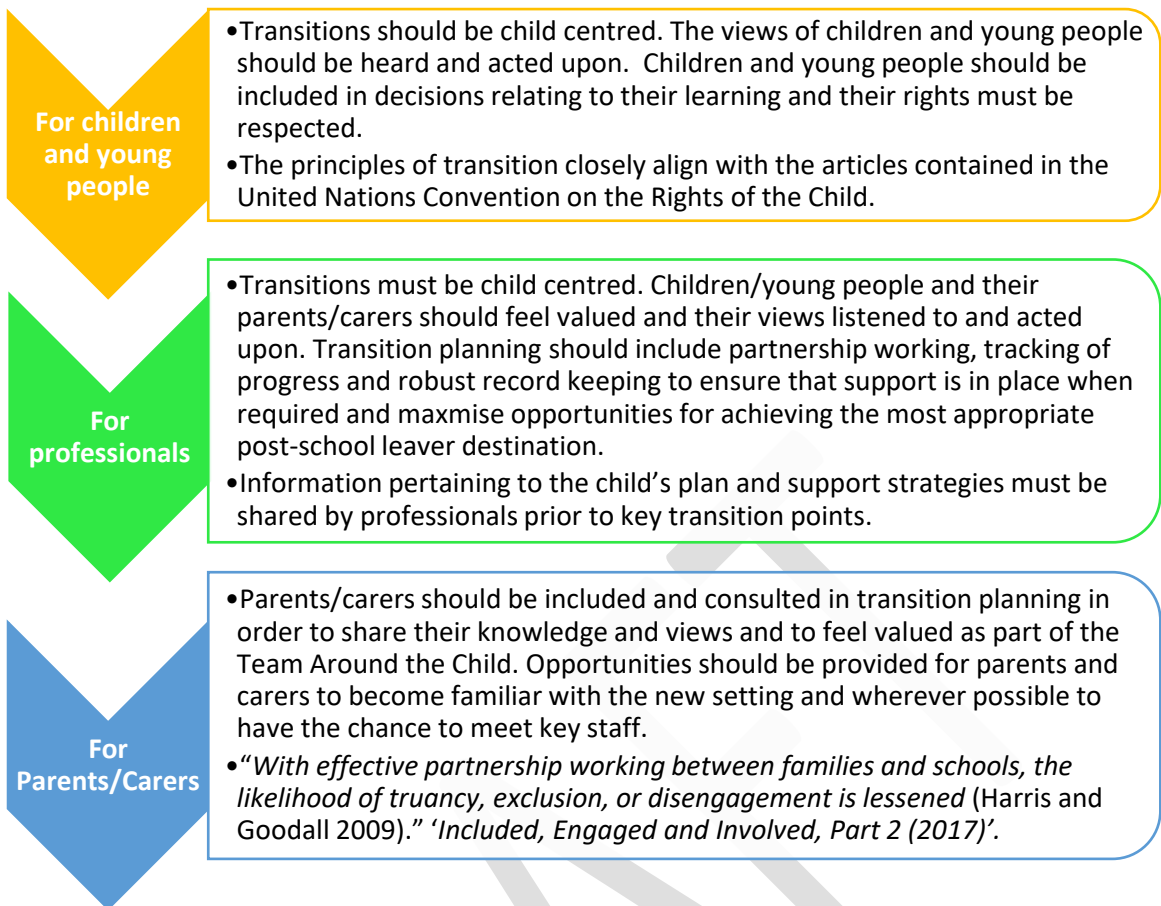 For children
and young
people
•Transitions should be child centred. The views of children and young people
should be heard and acted upon.  Children and young people should be
included in decisions relating to their learning and their rights must be
respected.
•The principles of transition closely align with the articles contained in the
United Nations Convention on the Rights of the Child.
For
professionals
•Transitions must be child centred. Children/young people and their
parents/carers should feel valued and their views listened to and acted
upon. Transition planning should include partnership working, tracking of
progress and robust record keeping to ensure that support is in place when
required and maxmise opportunities for achieving the most appropriate
post-school leaver destination.
•Information pertaining to the child’s plan and support strategies must be
shared by professionals prior to key transition points.
For
Parents/Carers
•Parents/carers should be included and consulted in transition planning in
order to share their knowledge and views and to feel valued as part of the
Team Around the Child. Opportunities should be provided for parents and
carers to become familiar with the new setting and wherever possible to
have the chance to meet key staff.
•“With effective partnership working between families and schools, the
likelihood of truancy, exclusion, or disengagement is lessened (Harris and
Goodall 2009).” ‘Included, Engaged and Involved, Part 2 (2017)’.